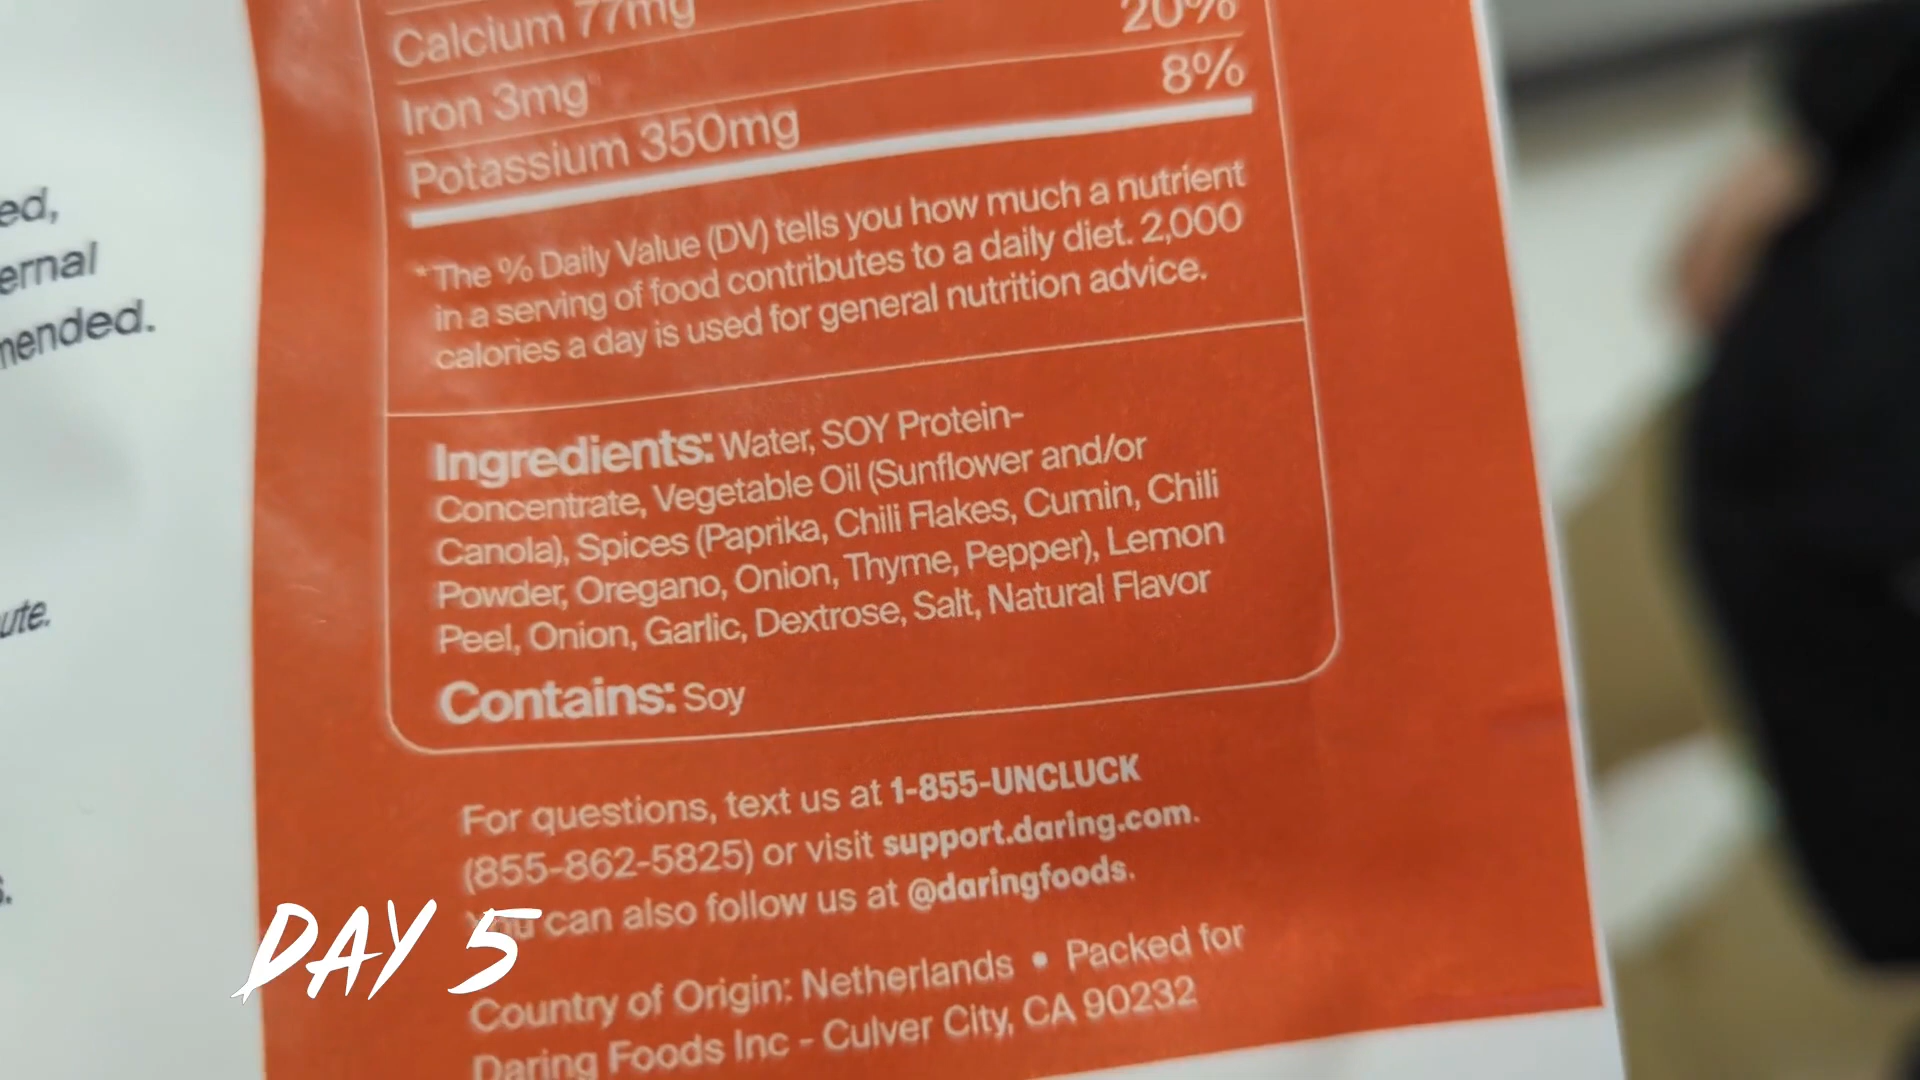 Calcium 77mg
20%
Iron 3mg
8%
Potassium 350mg
*The % Daily Value (DV) tells you how much a nutrient
in a serving of food contributes to a daily diet. 2,000
calories a day is used for general nutrition advice.
Ingredients: Water, SOY Protein-
Concentrate, Vegetable Oil (Sunflower and/or
Canola), Spices (Paprika, Chili Flakes, Cumin, Chili
Powder, Oregano, Onion, Thyme, Pepper), Lemon
Peel, Onion, Garlic, Dextrose, Salt, Natural Flavor
Contains: Soy
For questions, text us at 1-855-UNCLUCK
(855-862-5825) or visit support.daring.com.
You can also follow us at @daringfoods.
Country of Origin: Netherlands • Packed for
Daring Foods Inc - Culver City, CA 90232
DAY 5